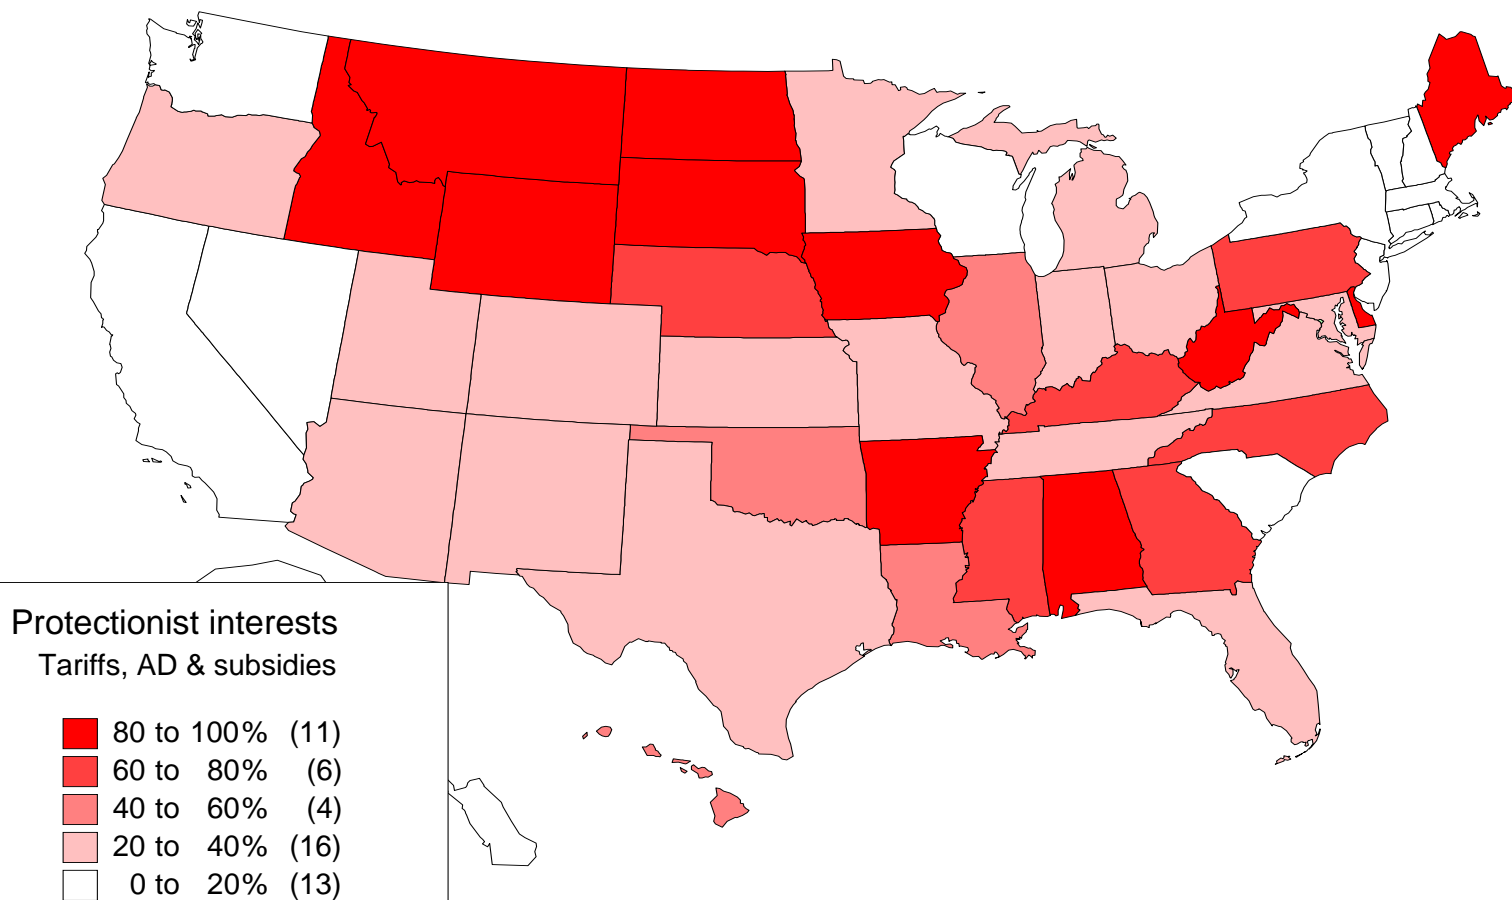 Protectionist interests
Tariffs, AD & subsidies
80 to 100% (11)
60 to 80% (6)
40 to 60% (4)
20 to 40% (16)
0 to 20% (13)